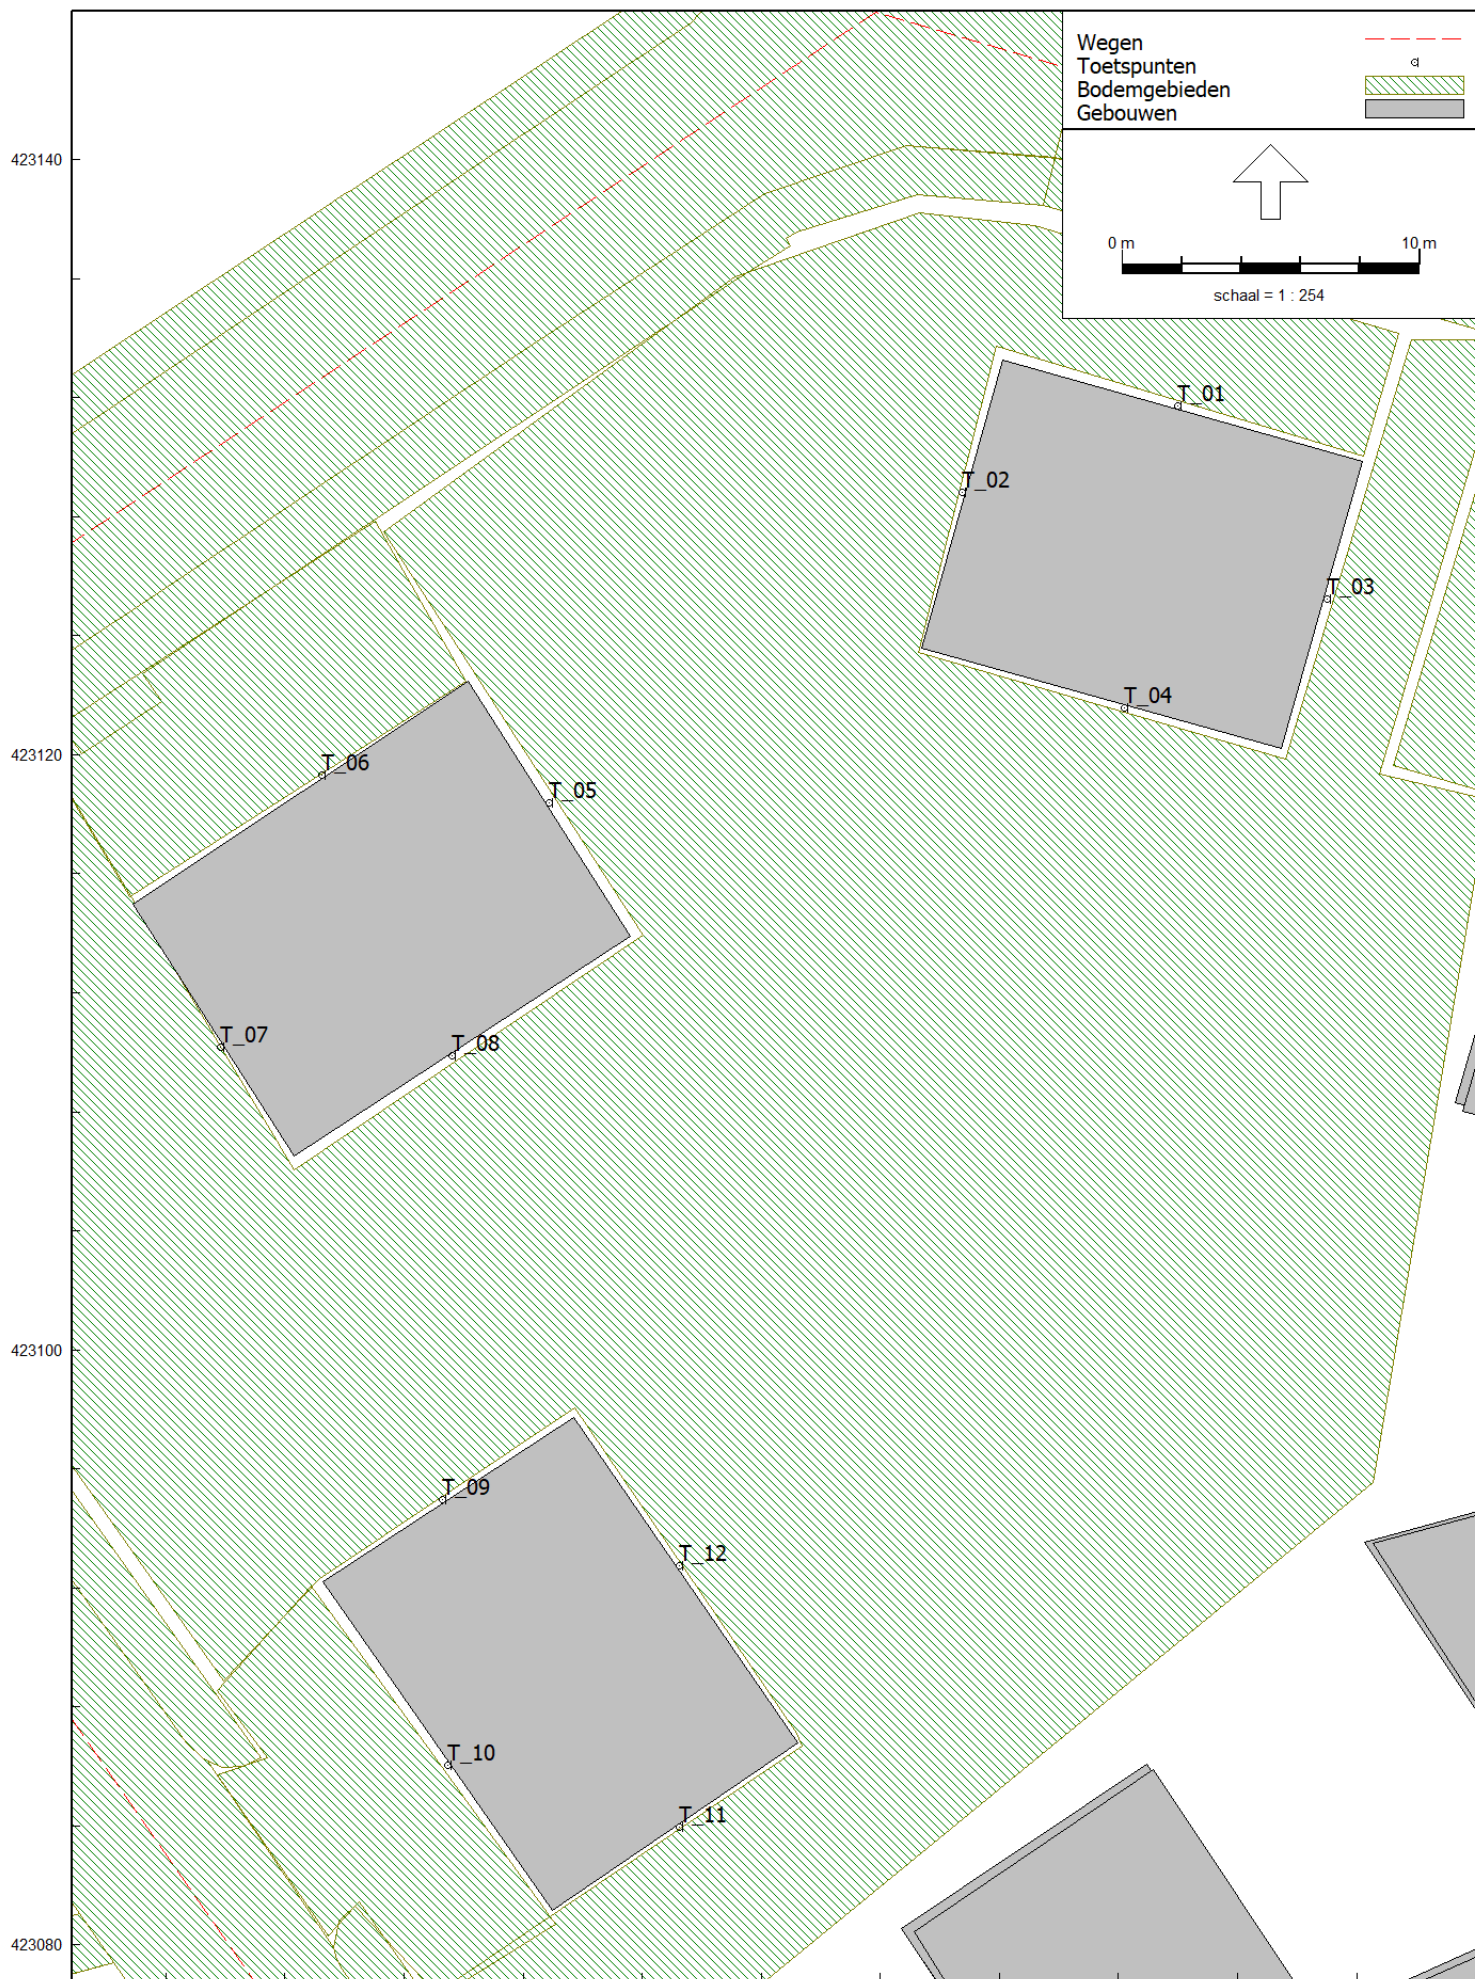 Wegen
Toetspunten
Bodemgebieden
Gebouwen
423140
0 m 10 m
schaal = 1 : 254
T_01
T_02
T_03
T_04
423120
T_06
T_05
T_07
T_08
423100
T_09
T_12
T_10
T_11
423080